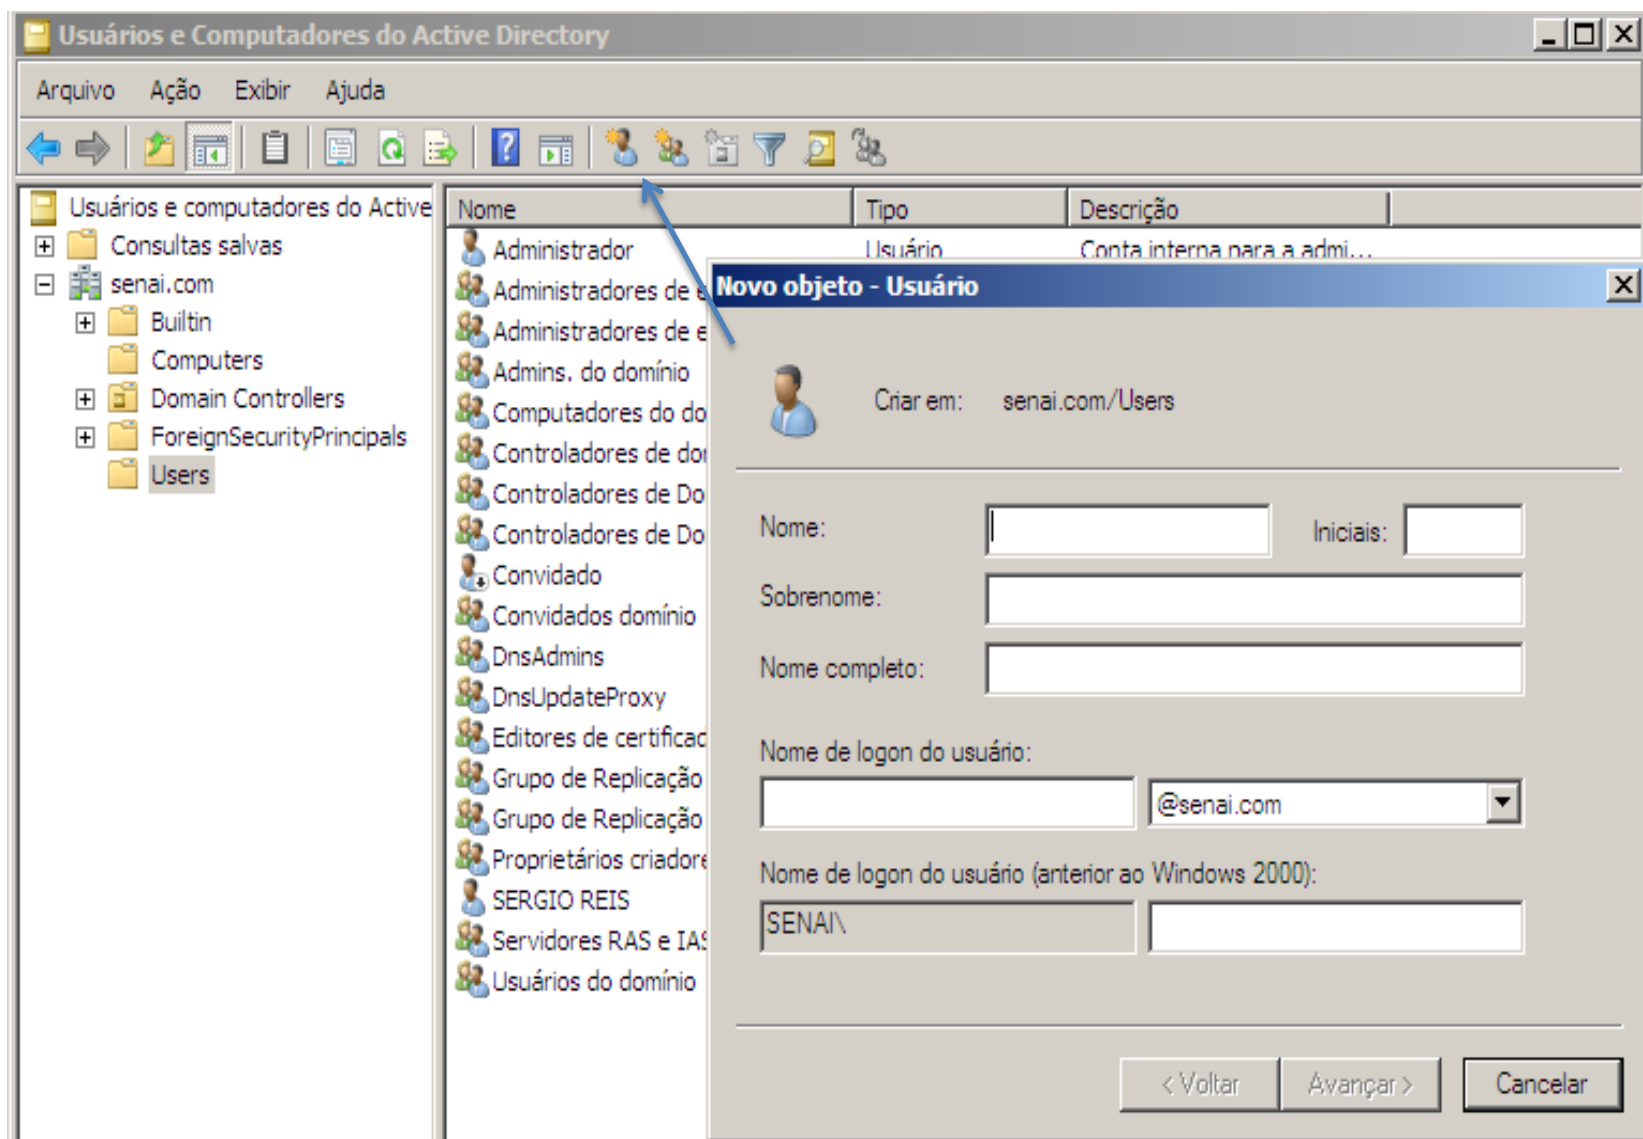 Usuários e Computadores do Active Directory
Arquivo Ação Exibir Ajuda
Usuários e computadores do Active
Consultas salvas
senai.com
Builtin
Computers
Domain Controllers
ForeignSecurityPrincipals
Users
Nome Tipo Descrição
Administrador Usuário Conta interna para a admi...
Administradores de e
Administradores de e
Admins. do domínio
Computadores do do
Controladores de do
Controladores de Do
Controladores de Do
Convidado
Convidados domínio
DnsAdmins
DnsUpdateProxy
Editores de certificad
Grupo de Replicação
Grupo de Replicação
Proprietários criadore
SERGIO REIS
Servidores RAS e IAS
Usuários do domínio
Novo objeto - Usuário
Criar em: senai.com/Users
Nome:
Iniciais:
Sobrenome:
Nome completo:
Nome de logon do usuário:
@senai.com
Nome de logon do usuário (anterior ao Windows 2000):
SENAI\
< Voltar Avançar > Cancelar